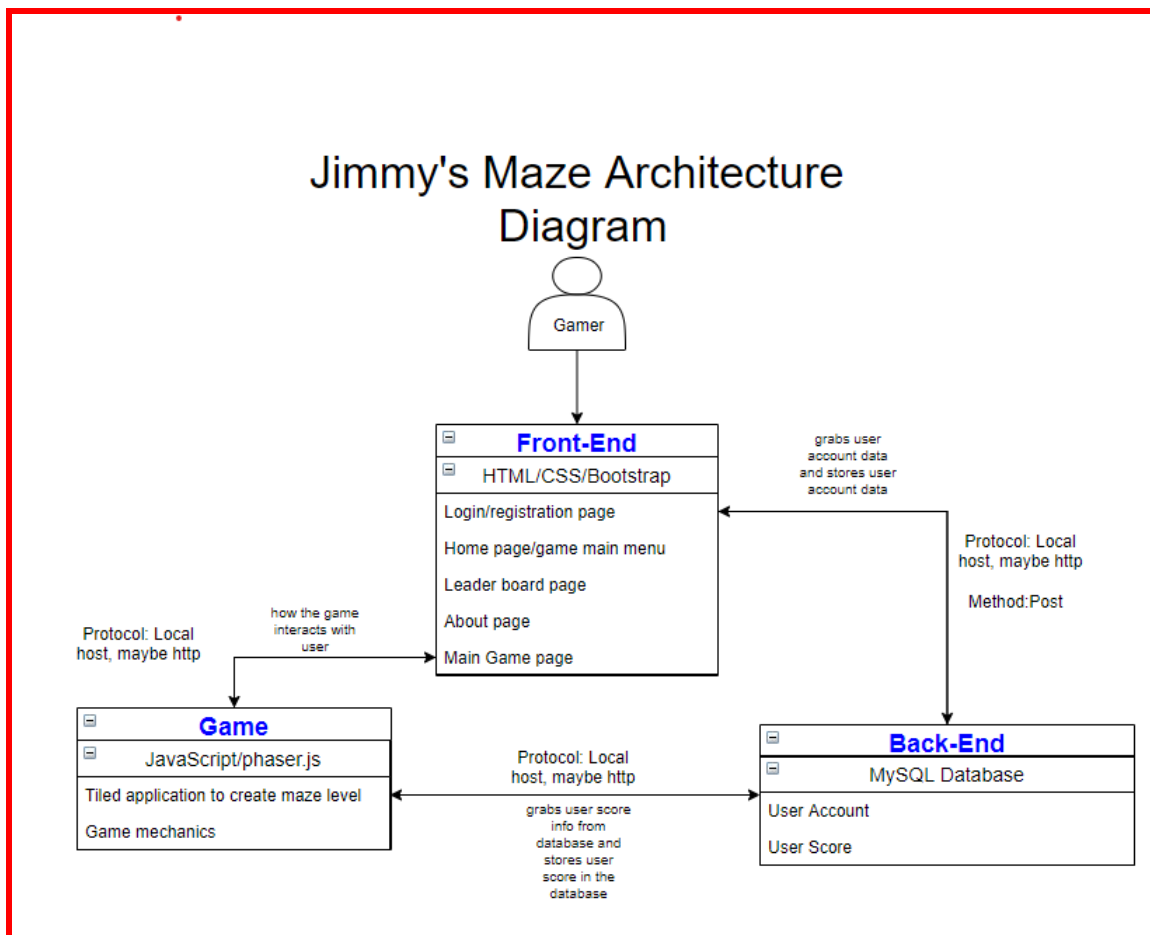 Jimmy's Maze Architecture
Diagram
Gamer
Front-End
HTML/CSS/Bootstrap
Login/registration page
Home page/game main menu
Leader board page
About page
Main Game page
grabs user
account data
and stores user
account data
Protocol: Local
host, maybe http
Method:Post
how the game
interacts with
user
Protocol: Local
host, maybe http
Game
JavaScript/phaser.js
Tiled application to create maze level
Game mechanics
Protocol: Local
host, maybe http
grabs user score
info from
database and
stores user
score in the
database
Back-End
MySQL Database
User Account
User Score